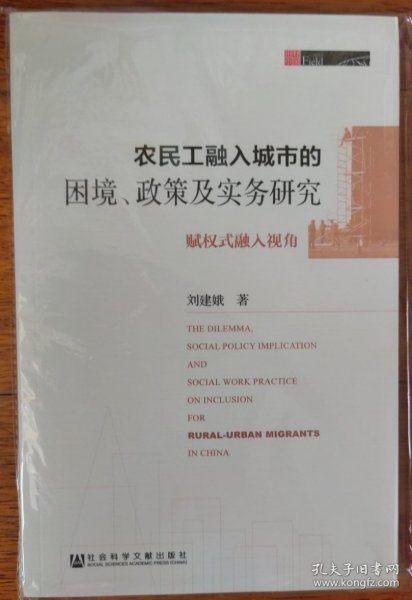 Field
农民工融入城市的
困境、政策及实务研究
赋权式融入视角
刘建娥 著
THE DILEMMA,
SOCIAL POLICY IMPLICATION
AND
SOCIAL WORK PRACTICE
ON INCLUSION
FOR
RURAL-URBAN MIGRANTS
IN CHINA
社会科学文献出版社
SOCIAL SCIENCES ACADEMIC PRESS (CHINA)
孔夫子旧书网